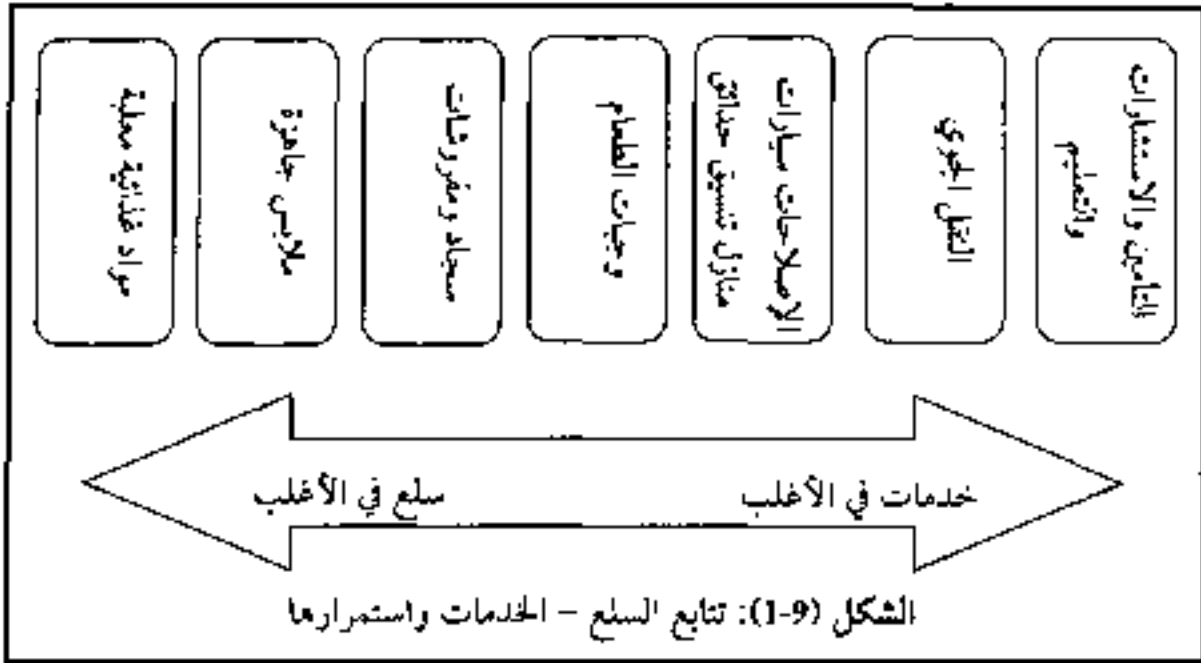 التأمين والاستشارات
والتعليم
النقل الجوي
الإصلاحات سيارات
منازل تنسيق حدائق
وجبات الطعام
سجاد ومفروشات
ملابس جاهزة
مواد غذائية معلبة
خدمات في الأغلب
سلع في الأغلب
الشكل (9-1): تتابع السلع – الخدمات واستمرارها